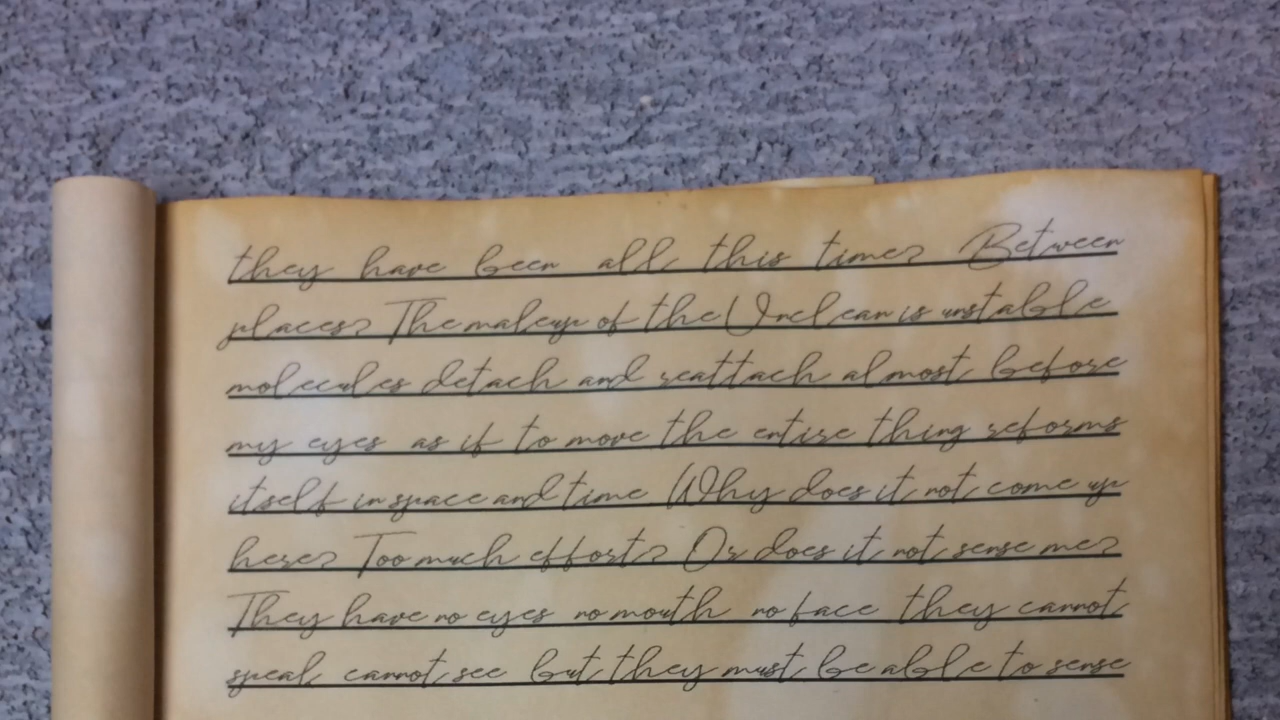 they have been all this time? Between
places? The makeup of the Unclean is unstable
molecules detach and reattach almost before
my eyes as if to move the entire thing reforms
itself in space and time Why does it not come up
here? Too much effort? Or does it not sense me?
They have no eyes no mouth no face they cannot
speak cannot see but they must be able to sense